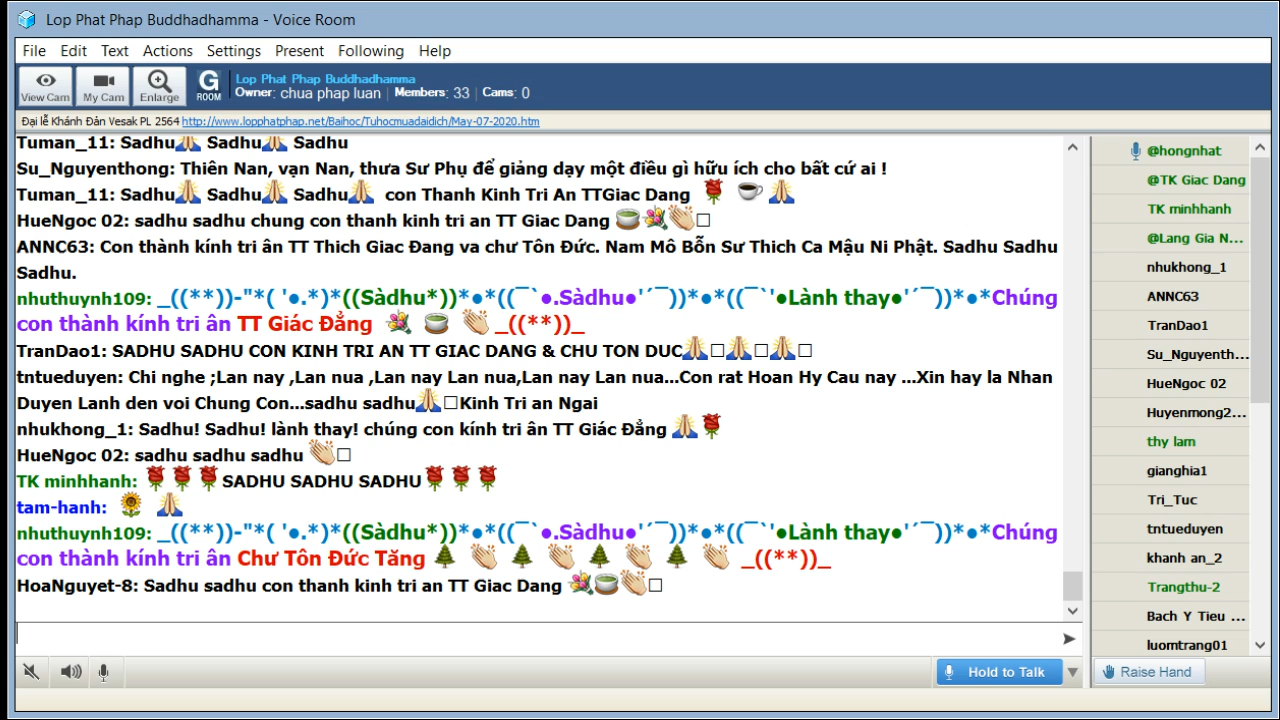 Lop Phat Phap Buddhadhamma - Voice Room
File Edit Text Actions Settings Present Following Help
View Cam My Cam Enlarge G ROOM Lop Phat Phap Buddhadhamma
Owner: chua phap luan | Members: 33 | Cams: 0
Đại lễ Khánh Đản Vesak PL 2564 http://www.lopphatphap.net/Baihoc/Tuhocmuadaidich/May-07-2020.htm
Tuman_11: Sadhu🙏 Sadhu🙏 Sadhu
Su_Nguyenthong: Thiên Nan, vạn Nan, thưa Sư Phụ để giảng dạy một điều gì hữu ích cho bất cứ ai !
Tuman_11: Sadhu🙏 Sadhu🙏 Sadhu🙏 con Thanh Kinh Tri An TTGiac Dang 🌹 ☕ 🙏
HueNgoc 02: sadhu sadhu chung con thanh kinh tri an TT Giac Dang 🍵💐👏□
ANNC63: Con thành kính tri ân TT Thich Giac Đang va chư Tôn Đức. Nam Mô Bỗn Sư Thich Ca Mậu Ni Phật. Sadhu Sadhu
Sadhu.
nhuthuynh109: _((**))-"*( '●.*)*((Sàdhu*))*●*((¯`●.Sàdhu●'´¯))*●*((¯`'●Lành thay●'´¯))*●*Chúng
con thành kính tri ân TT Giác Đẳng 💐 🍵 👏 _((**))_
TranDao1: SADHU SADHU CON KINH TRI AN TT GIAC DANG & CHU TON DUC🙏□🙏□🙏□
tntueduyen: Chi nghe ;Lan nay ,Lan nua ,Lan nay Lan nua,Lan nay Lan nua...Con rat Hoan Hy Cau nay ...Xin hay la Nhan
Duyen Lanh den voi Chung Con...sadhu sadhu🙏□Kinh Tri an Ngai
nhukhong_1: Sadhu! Sadhu! lành thay! chúng con kính tri ân TT Giác Đẳng 🙏🌹
HueNgoc 02: sadhu sadhu sadhu 👏□
TK minhhanh: 🌹🌹🌹SADHU SADHU SADHU🌹🌹🌹
tam-hanh: 🌻 🙏
nhuthuynh109: _((**))-"*( '●.*)*((Sàdhu*))*●*((¯`●.Sàdhu●'´¯))*●*((¯`'●Lành thay●'´¯))*●*Chúng
con thành kính tri ân Chư Tôn Đức Tăng 🌲 👏 🌲 👏 🌲 👏 🌲 👏 _((**))_
HoaNguyet-8: Sadhu sadhu con thanh kinh tri an TT Giac Dang 💐🍵👏□
@hongnhat
@TK Giac Dang
TK minhhanh
@Lang Gia N...
nhukhong_1
ANNC63
TranDao1
Su_Nguyenth...
HueNgoc 02
Huyenmong2...
thy lam
gianghia1
Tri_Tuc
tntueduyen
khanh an_2
Trangthu-2
Bach Y Tieu ...
luomtrang01
Hold to Talk
Raise Hand